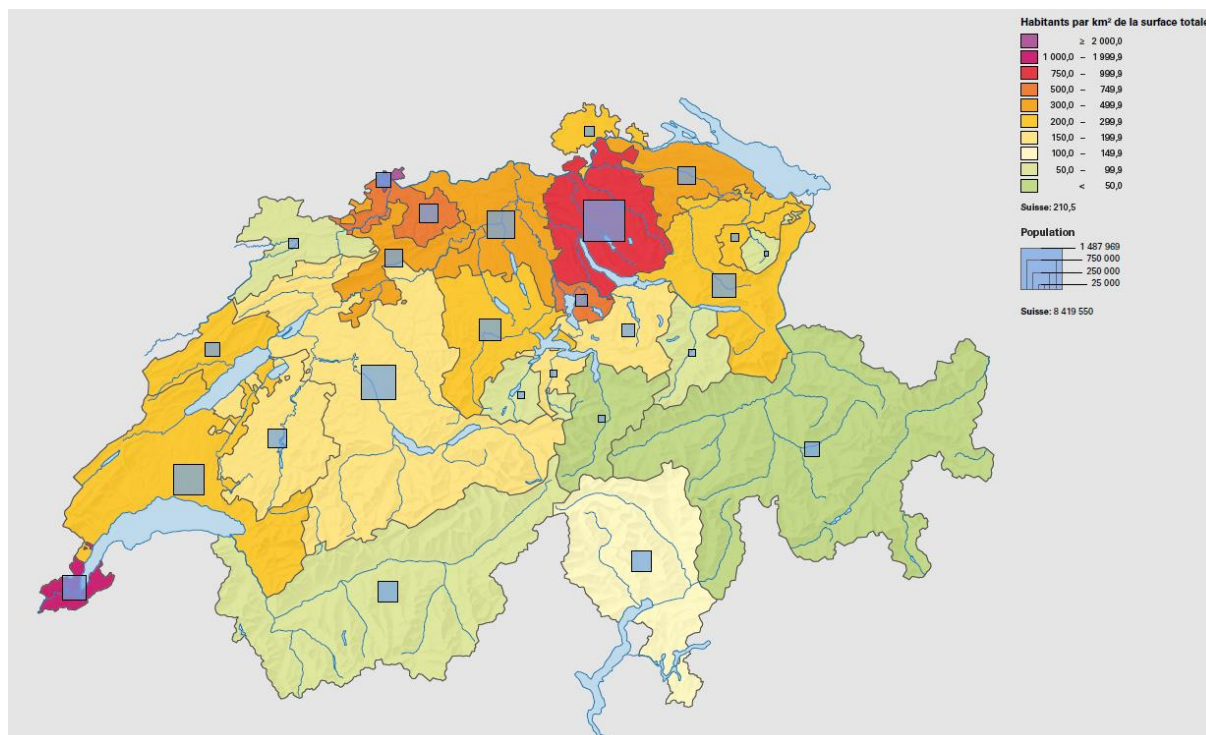 Habitants par km² de la surface totale
≥ 2 000,0
1 000,0 – 1 999,9
750,0 – 999,9
500,0 – 749,9
300,0 – 499,9
200,0 – 299,9
150,0 – 199,9
100,0 – 149,9
50,0 – 99,9
< 50,0
Suisse: 210,5
Population
1 487 969
750 000
250 000
25 000
Suisse: 8 419 550